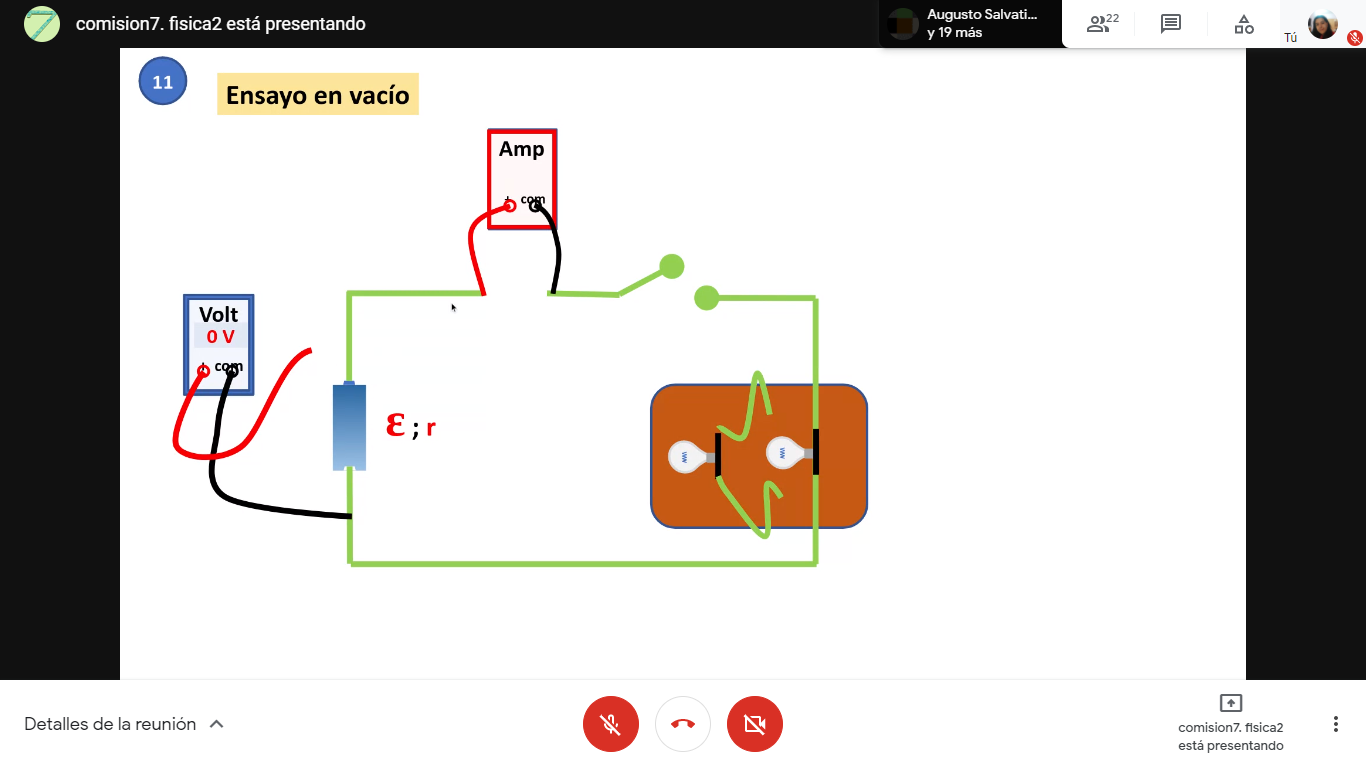 comision7. fisica2 está presentando
Augusto Salvati...
y 19 más
22
Tú
11
Ensayo en vacío
Amp
+ com
Volt
0 V
+ com
ε ; r
Detalles de la reunión
comision7. fisica2
está presentando